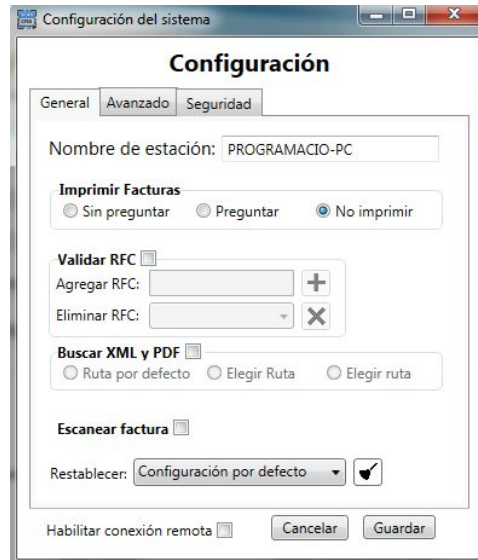 Configuración del sistema
Configuración
General Avanzado Seguridad
Nombre de estación: PROGRAMACIO-PC
Imprimir Facturas
Sin preguntar Preguntar No imprimir
Validar RFC
Agregar RFC:
Eliminar RFC:
Buscar XML y PDF
Ruta por defecto Elegir Ruta Elegir ruta
Escanear factura
Restablecer: Configuración por defecto
Habilitar conexión remota Cancelar Guardar